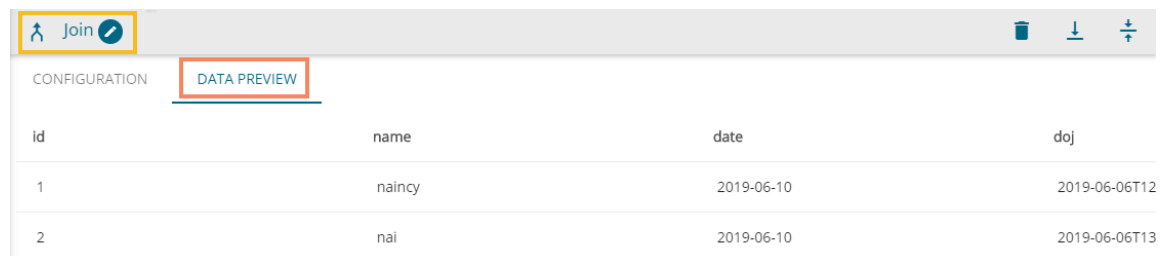 Join
CONFIGURATION DATA PREVIEW
id name date doj
1 naincy 2019-06-10 2019-06-06T12
2 nai 2019-06-10 2019-06-06T13